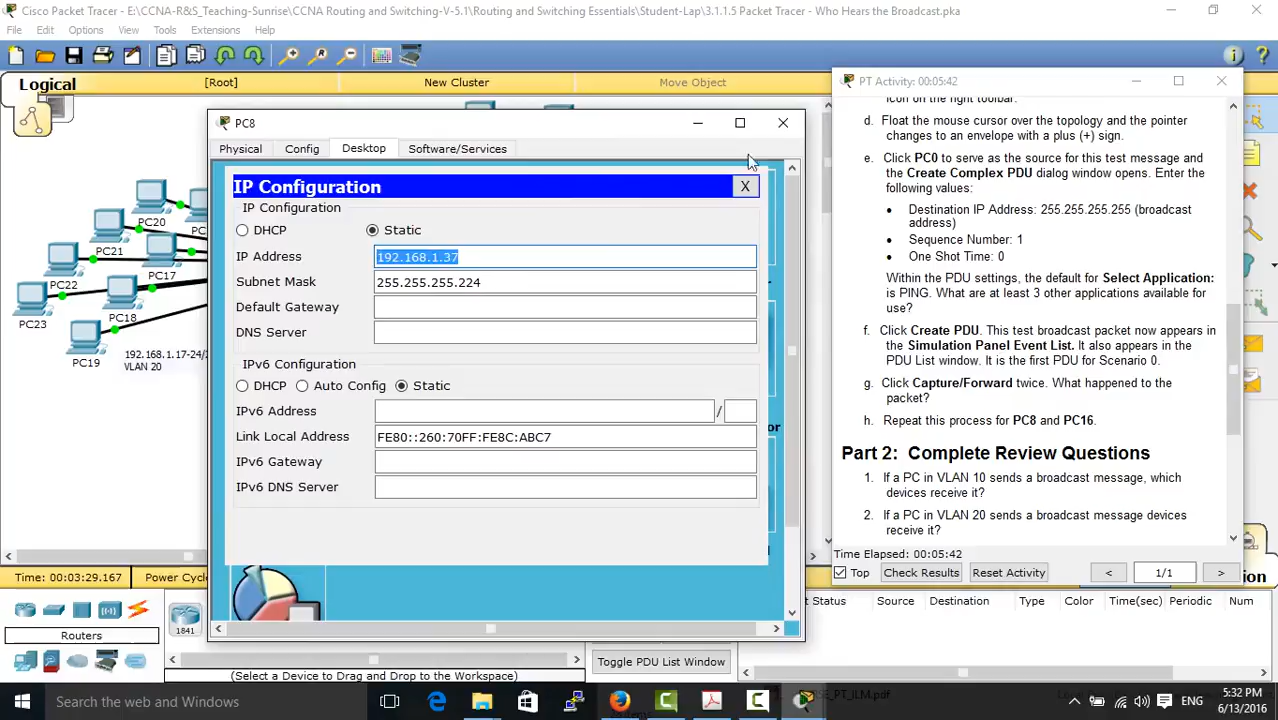 Cisco Packet Tracer - E:\CCNA-R&S_Teaching-Sunrise\CCNA Routing and Switching-V-5.1\Routing and Switching Essentials\Student-Lap\3.1.1.5 Packet Tracer - Who Hears the Broadcast.pka
File Edit Options View Tools Extensions Help
Logical [Root] New Cluster Move Object
PT Activity: 00:05:42
icon on the right toolbar.
d. Float the mouse cursor over the topology and the pointer
changes to an envelope with a plus (+) sign.
e. Click PC0 to serve as the source for this test message and
the Create Complex PDU dialog window opens. Enter the
following values:
• Destination IP Address: 255.255.255.255 (broadcast
address)
• Sequence Number: 1
• One Shot Time: 0
Within the PDU settings, the default for Select Application:
is PING. What are at least 3 other applications available for
use?
f. Click Create PDU. This test broadcast packet now appears in
the Simulation Panel Event List. It also appears in the
PDU List window. It is the first PDU for Scenario 0.
g. Click Capture/Forward twice. What happened to the
packet?
h. Repeat this process for PC8 and PC16.
Part 2: Complete Review Questions
1. If a PC in VLAN 10 sends a broadcast message, which
devices receive it?
2. If a PC in VLAN 20 sends a broadcast message devices
receive it?
Time Elapsed: 00:05:42
Top Check Results Reset Activity < 1/1 >
PC8
Physical Config Desktop Software/Services
IP Configuration X
IP Configuration
DHCP Static
IP Address 192.168.1.37
Subnet Mask 255.255.255.224
Default Gateway
DNS Server
IPv6 Configuration
DHCP Auto Config Static
IPv6 Address /
Link Local Address FE80::260:70FF:FE8C:ABC7
IPv6 Gateway
IPv6 DNS Server
PC20
PC21
PC17
PC22
PC18
PC23
PC19
192.168.1.17-24/2
VLAN 20
Time: 00:03:29.167 Power Cycle
Routers
1841
(Select a Device to Drag and Drop to the Workspace)
Toggle PDU List Window
Status Source Destination Type Color Time(sec) Periodic Num
Search the web and Windows
ENG
5:32 PM
6/13/2016